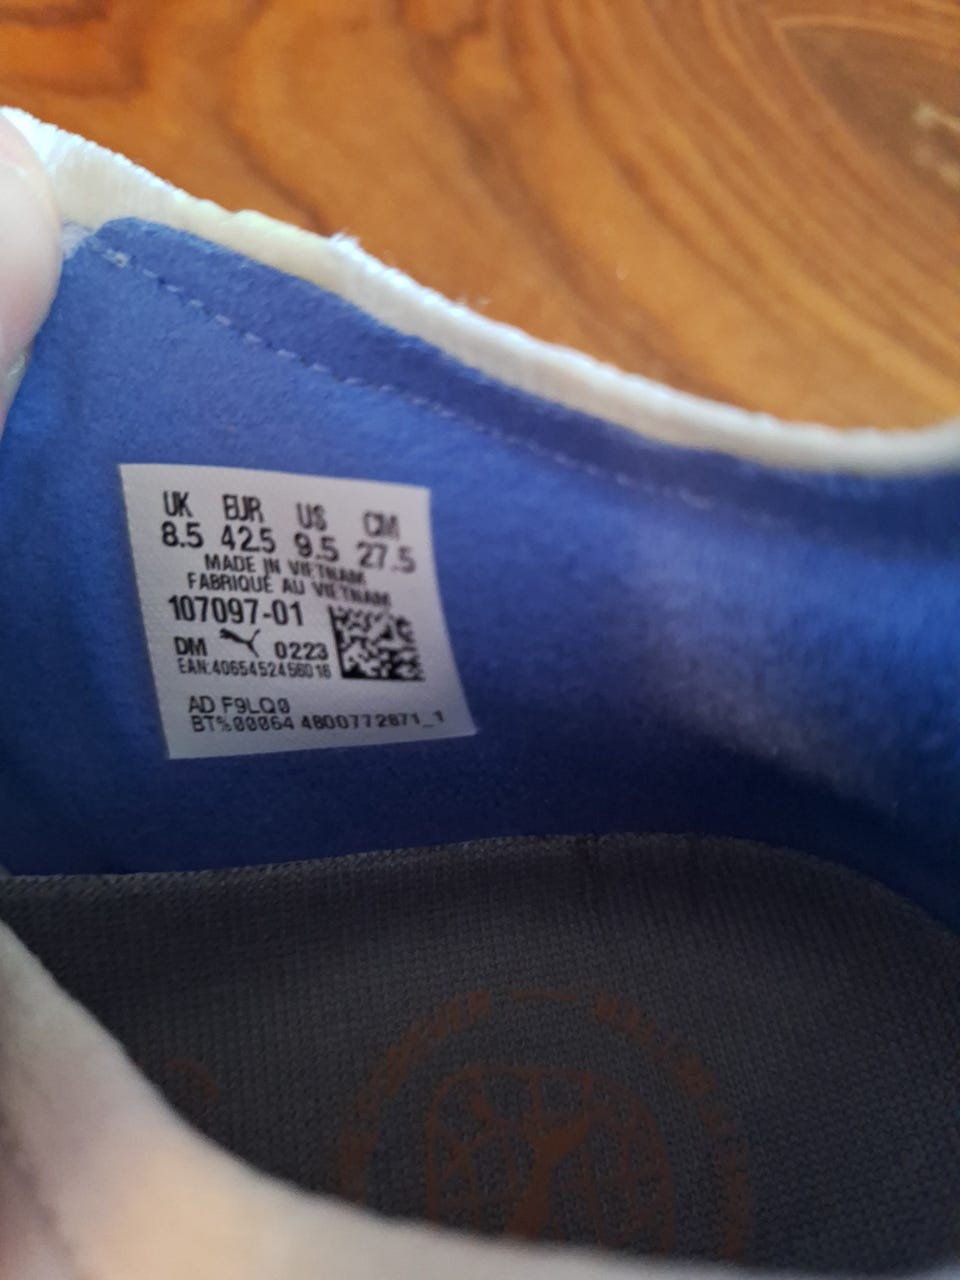 UK EUR US CM
8.5 42.5 9.5 27.5
MADE IN VIETNAM
FABRIQUÉ AU VIETNAM
107097-01
DM 0223
EAN:4065452456016
AD F9LQ0
BT%00064 4800772871_1